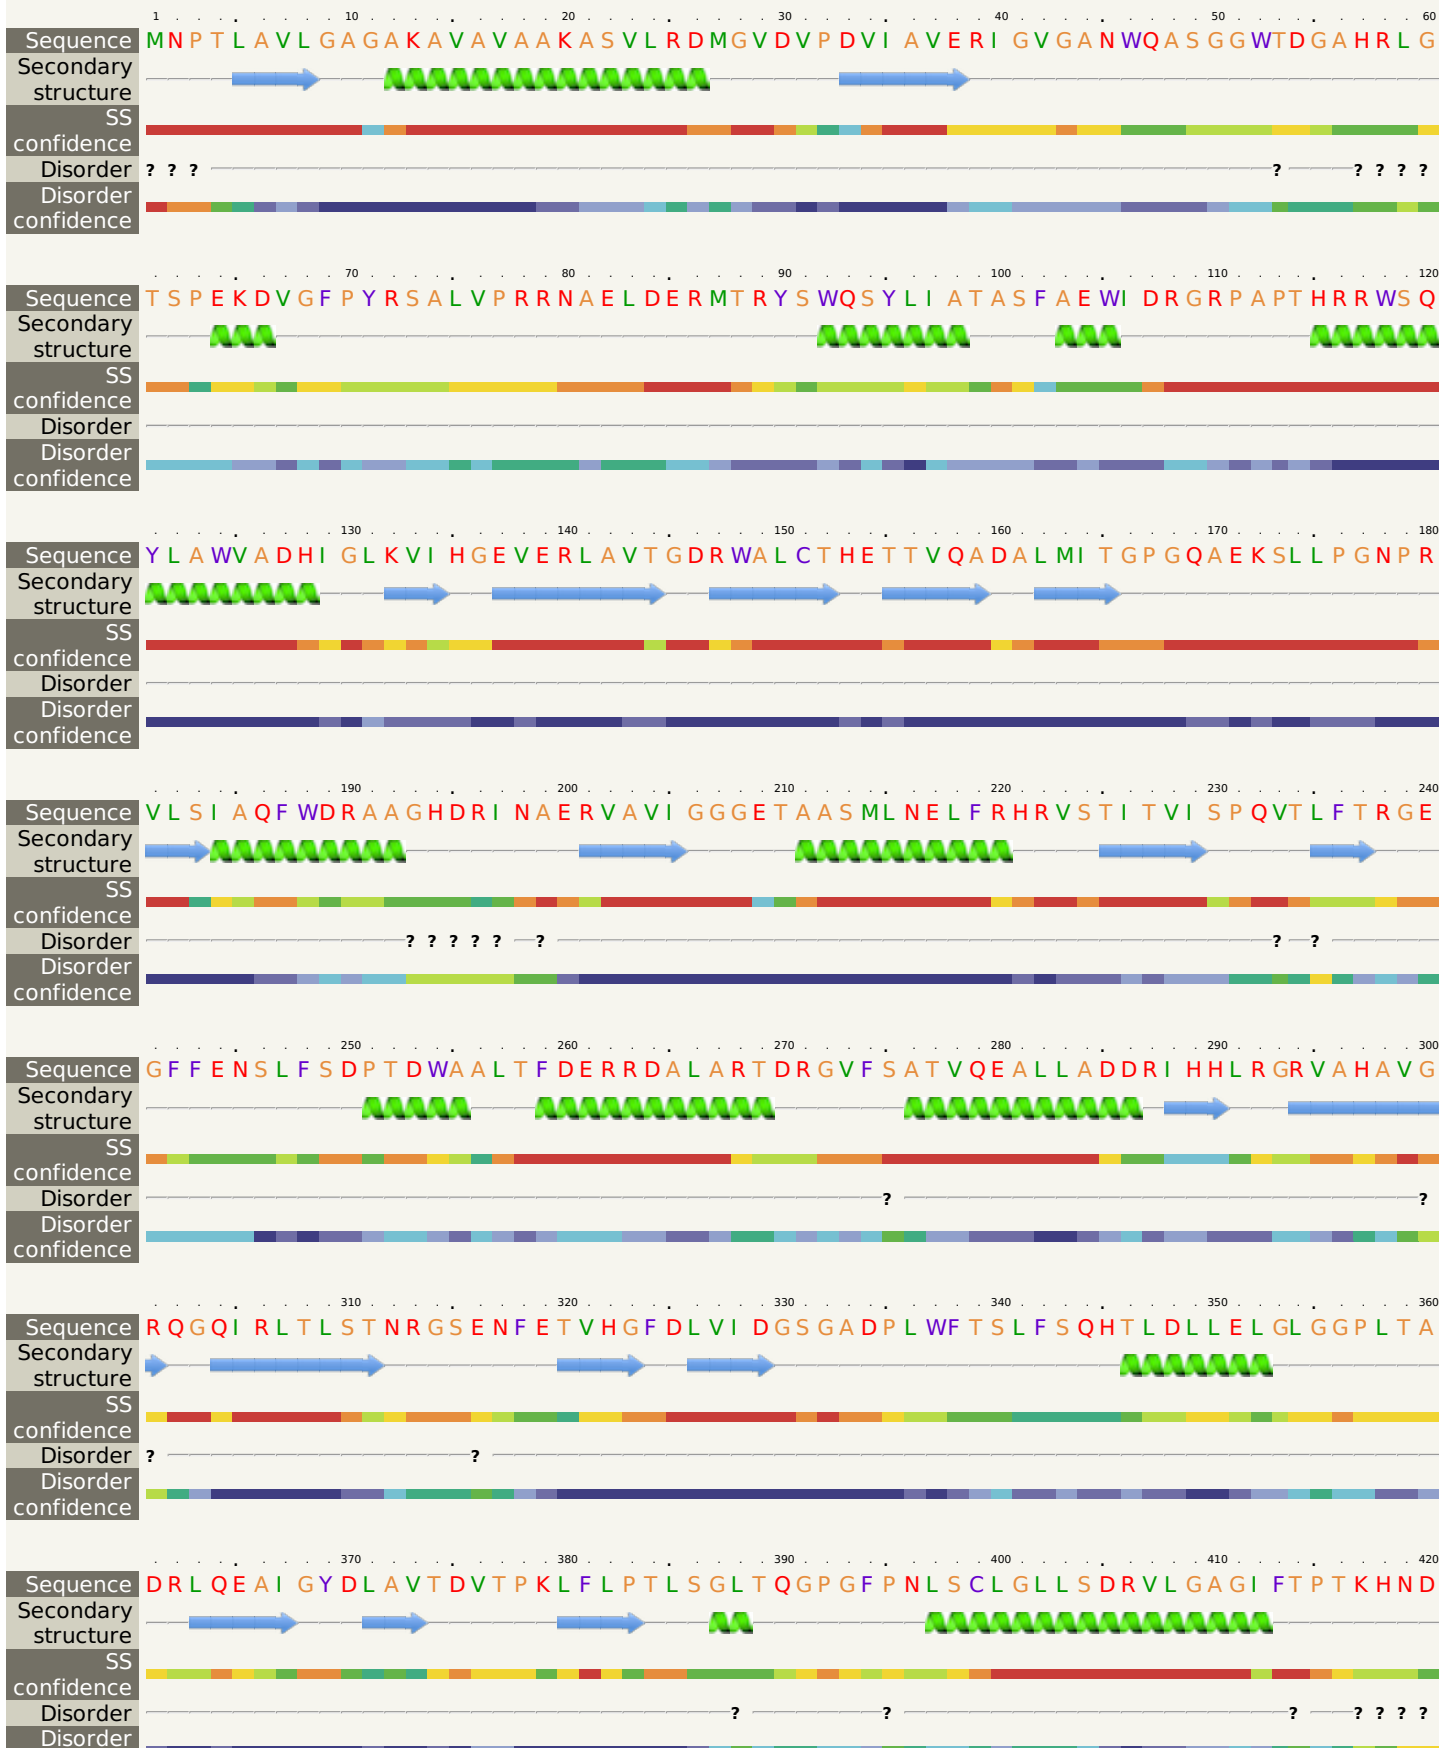 1 10 20 30 40 50 60
Sequence MNPTLAVLGAGAKAVAVAAKASVLRDMGVDVPDVIAVERIGVGANWQASGGWTDGAHRLG
Secondary
structure
SS
confidence
Disorder ? ? ? ? ? ? ? ?
Disorder
confidence
70 80 90 100 110 120
Sequence TSPEKDVGFPYRSALVPRRNAELDERMTRYSWQSYLIATASFAEWIDRGRPAPTHRRWSQ
Secondary
structure
SS
confidence
Disorder
Disorder
confidence
130 140 150 160 170 180
Sequence YLAWVADHIGLKVIHGEVERLAVTGDRWALCTHETTVQADALMITGPGQAEKSLLPGNPR
Secondary
structure
SS
confidence
Disorder
Disorder
confidence
190 200 210 220 230 240
Sequence VLSIAQFWDRAAGHDRINAERVAVIGGGETAASMLNELFRHRVSTITVISPQVTLFTRGE
Secondary
structure
SS
confidence
Disorder ? ? ? ? ? ? ? ?
Disorder
confidence
250 260 270 280 290 300
Sequence GFFENSLFSDPTDWAALTFDERRDALARTDRGVFSATVQEALLADDRIHHLRGRVAHAVG
Secondary
structure
SS
confidence
Disorder ? ?
Disorder
confidence
310 320 330 340 350 360
Sequence RQGQIRLTLSTNRGSENFETVHGFDLVIDGSGADPLWFTSLFSQHTLDLLELGLGGPLTA
Secondary
structure
SS
confidence
Disorder ? ?
Disorder
confidence
370 380 390 400 410 420
Sequence DRLQEAIGYDLAVTDVTPKLFLPTLSGLTQGPGFPNLSCLGLLSDRVLGAGIFTPTKHND
Secondary
structure
SS
confidence
Disorder ? ? ? ? ? ? ?
Disorder